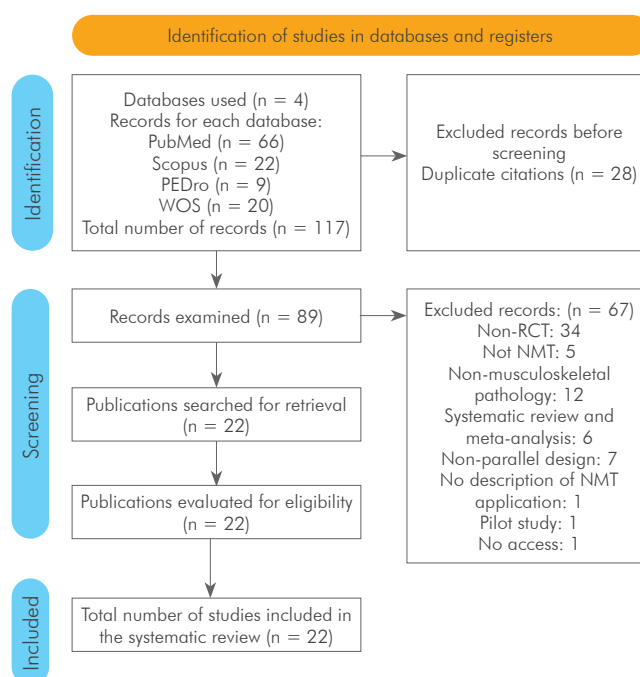 Identification of studies in databases and registers
Identification
Databases used (n = 4)
Records for each database:
PubMed (n = 66)
Scopus (n = 22)
PEDro (n = 9)
WOS (n = 20)
Total number of records (n = 117)
Excluded records before
screening
Duplicate citations (n = 28)
Screening
Records examined (n = 89)
Excluded records: (n = 67)
Non-RCT: 34
Not NMT: 5
Non-musculoskeletal
pathology: 12
Systematic review and
meta-analysis: 6
Non-parallel design: 7
No description of NMT
application: 1
Pilot study: 1
No access: 1
Publications searched for retrieval
(n = 22)
Publications evaluated for eligibility
(n = 22)
Included
Total number of studies included in
the systematic review (n = 22)